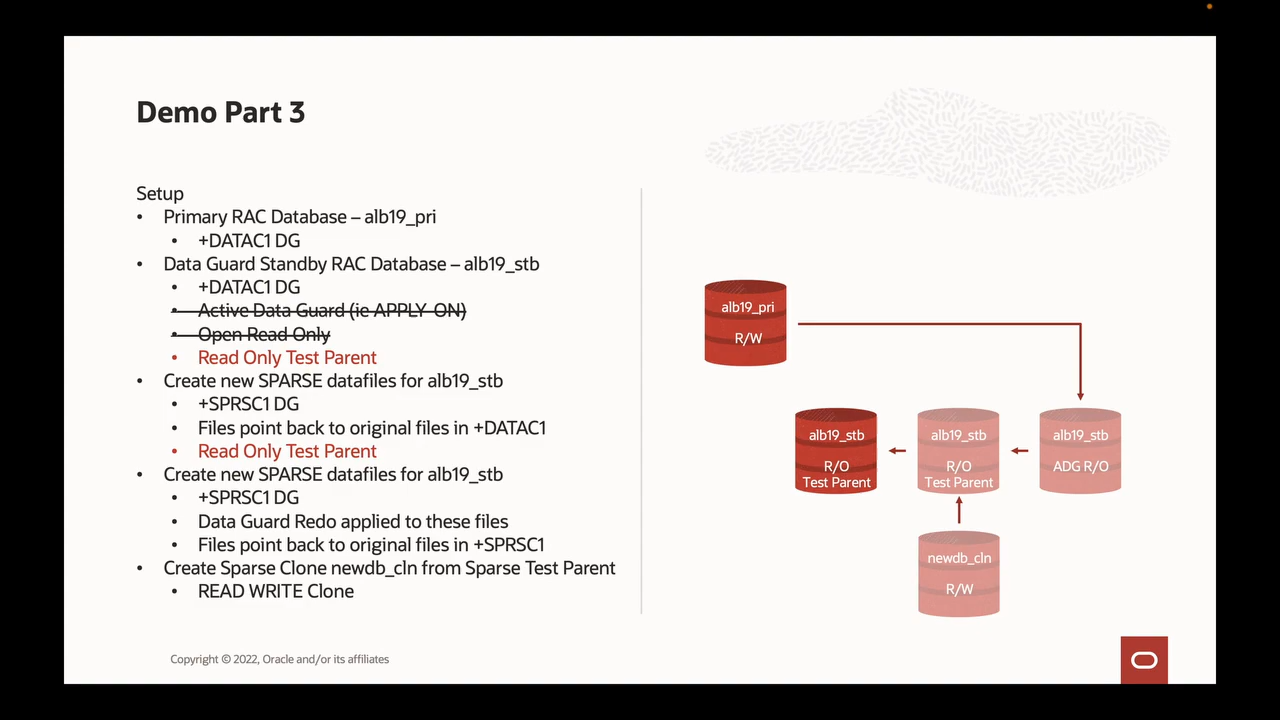 Demo Part 3
Setup
• Primary RAC Database – alb19_pri
• +DATAC1 DG
• Data Guard Standby RAC Database – alb19_stb
• +DATAC1 DG
• Active Data Guard (ie APPLY-ON)
• Open Read Only
• Read Only Test Parent
• Create new SPARSE datafiles for alb19_stb
• +SPRSC1 DG
• Files point back to original files in +DATAC1
• Read Only Test Parent
• Create new SPARSE datafiles for alb19_stb
• +SPRSC1 DG
• Data Guard Redo applied to these files
• Files point back to original files in +SPRSC1
• Create Sparse Clone newdb_cln from Sparse Test Parent
• READ WRITE Clone
alb19_pri
R/W
alb19_stb
R/O
Test Parent
alb19_stb
R/O
Test Parent
alb19_stb
ADG R/O
newdb_cln
R/W
Copyright © 2022, Oracle and/or its affiliates